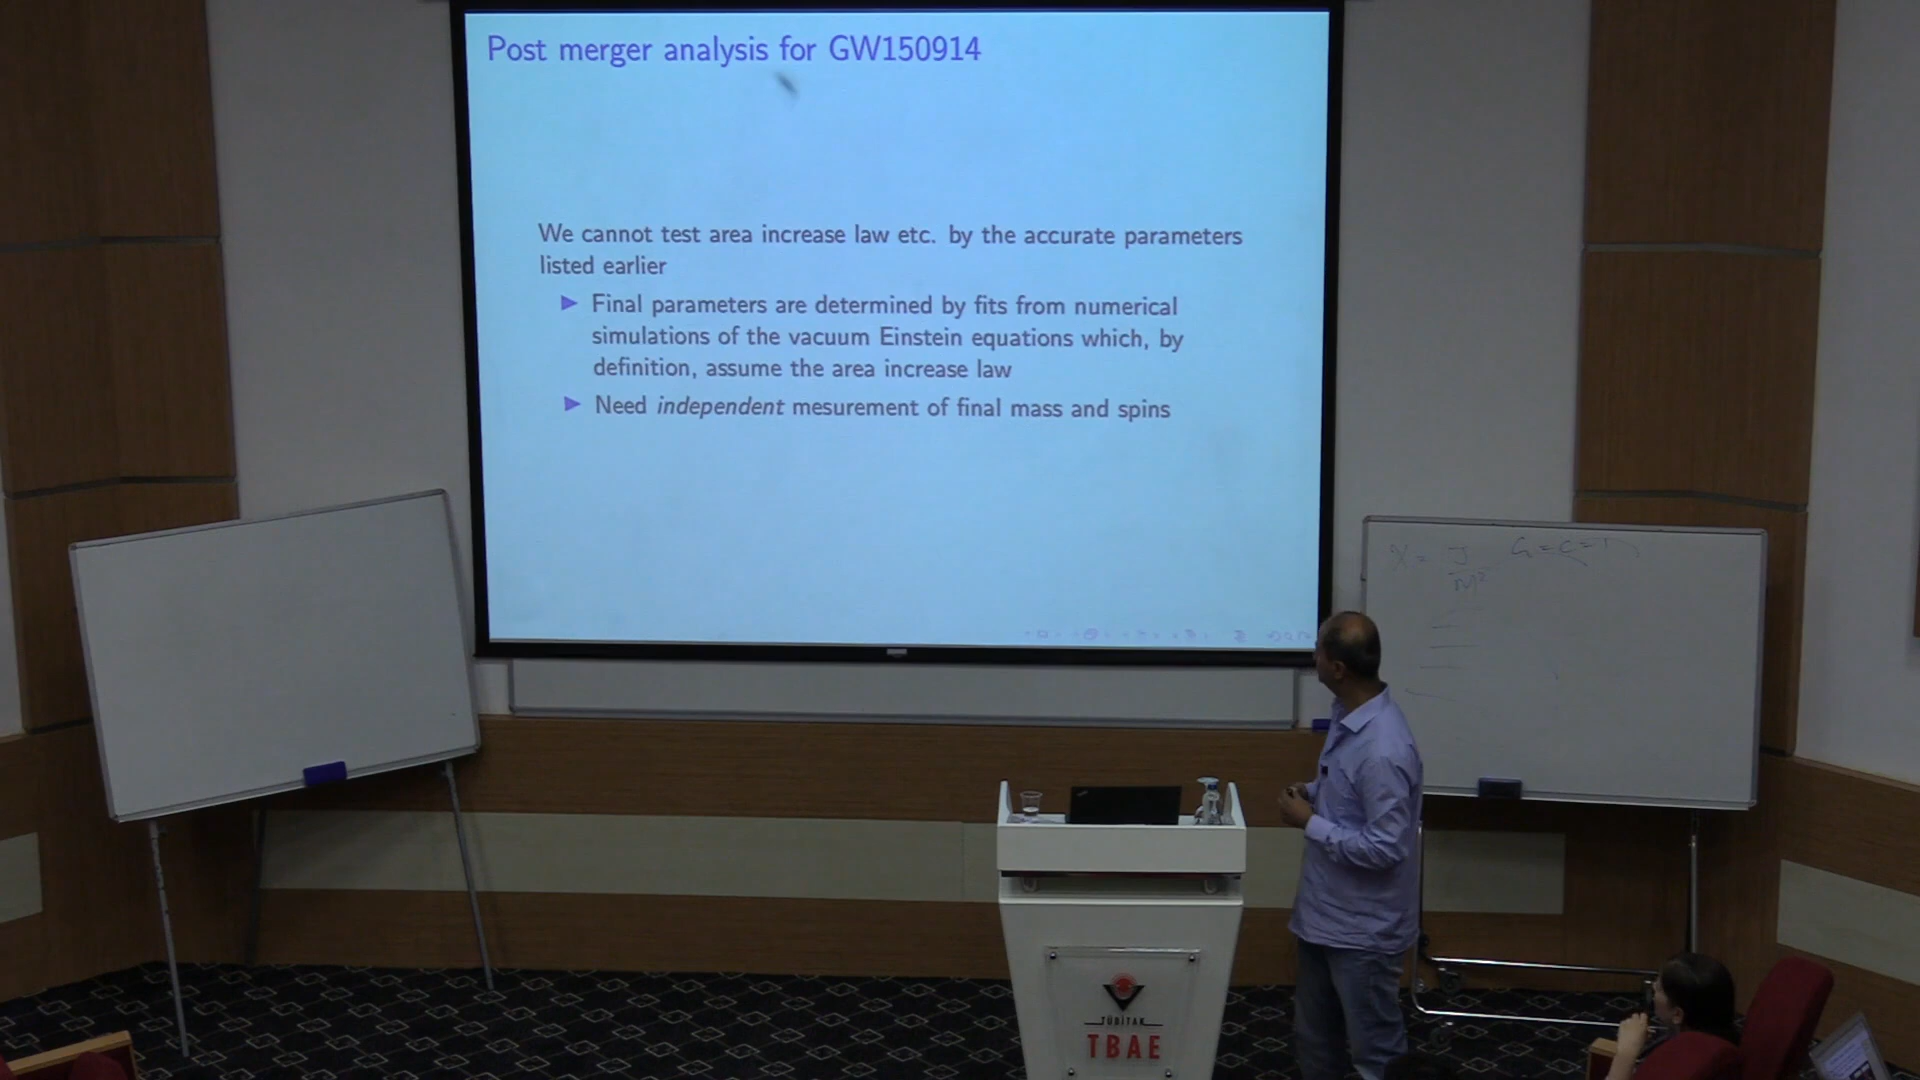 Post merger analysis for GW150914
We cannot test area increase law etc. by the accurate parameters
listed earlier
Final parameters are determined by fits from numerical
simulations of the vacuum Einstein equations which, by
definition, assume the area increase law
Need independent mesurement of final mass and spins
G = c = 1
TÜBİTAK
TBAE